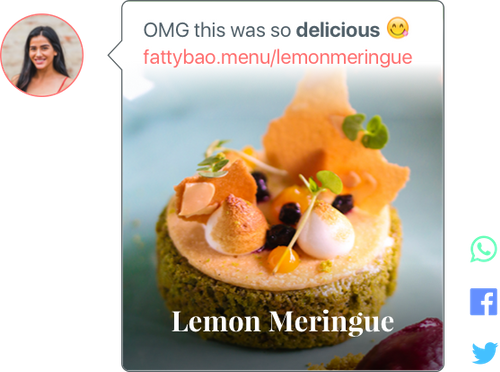 OMG this was so delicious 😋
fattybao.menu/lemonmeringue
Lemon Meringue